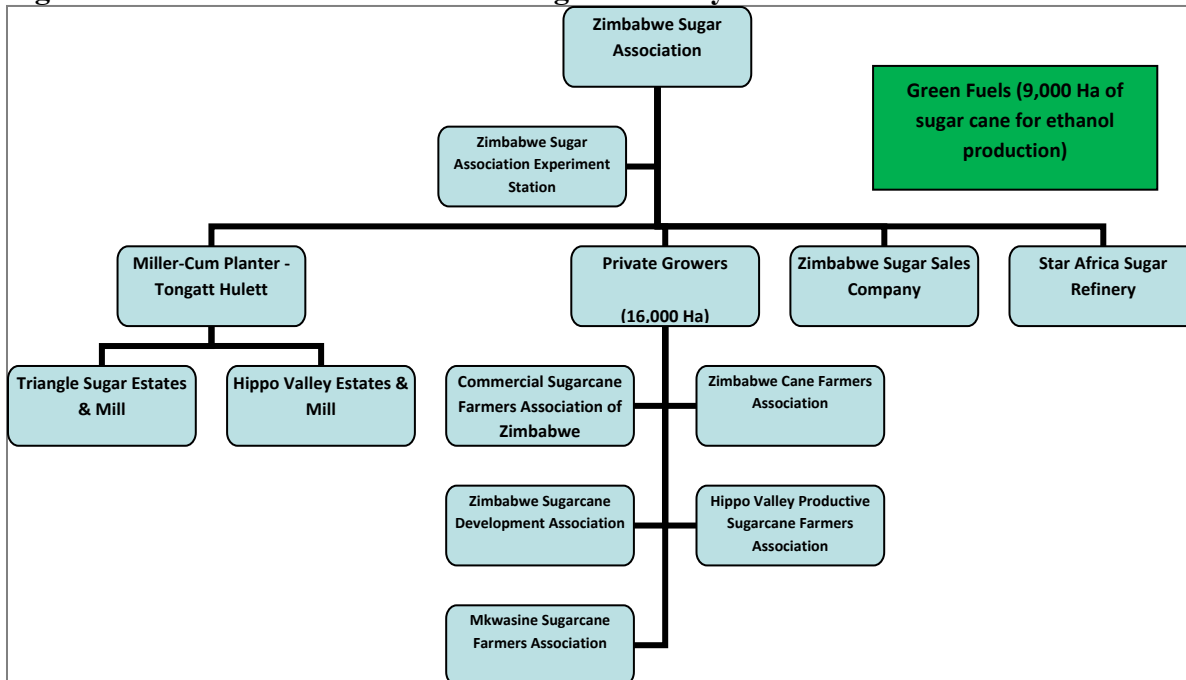 Zimbabwe Sugar
Association
Green Fuels (9,000 Ha of
sugar cane for ethanol
production)
Zimbabwe Sugar
Association Experiment
Station
Miller-Cum Planter -
Tongatt Hulett
Private Growers
(16,000 Ha)
Zimbabwe Sugar Sales
Company
Star Africa Sugar
Refinery
Triangle Sugar Estates
& Mill
Hippo Valley Estates &
Mill
Commercial Sugarcane
Farmers Association of
Zimbabwe
Zimbabwe Cane Farmers
Association
Zimbabwe Sugarcane
Development Association
Hippo Valley Productive
Sugarcane Farmers
Association
Mkwasine Sugarcane
Farmers Association